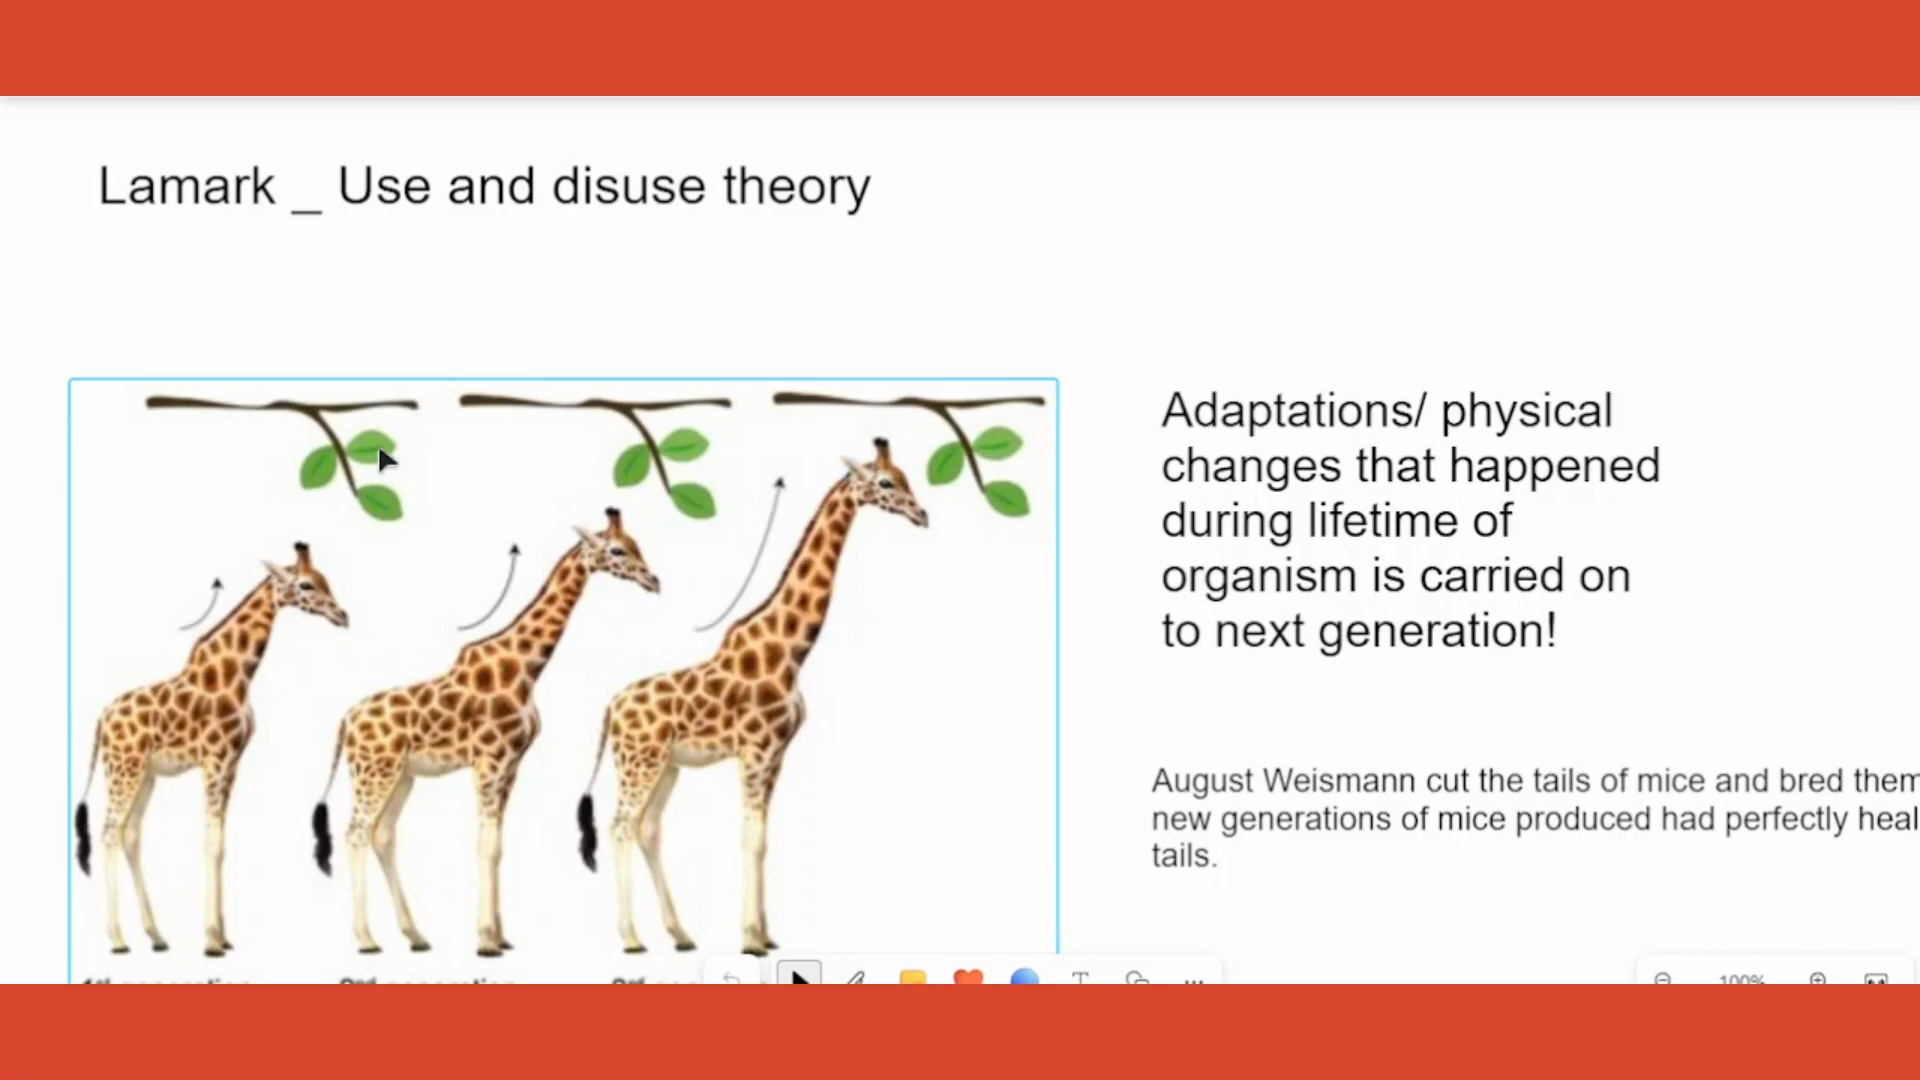 Lamark _ Use and disuse theory
Adaptations/ physical
changes that happened
during lifetime of
organism is carried on
to next generation!
August Weismann cut the tails of mice and bred them
new generations of mice produced had perfectly heal
tails.
100%